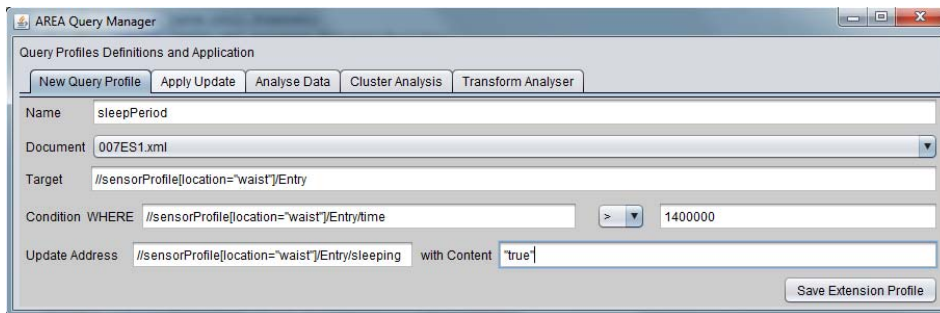 AREA Query Manager
Query Profiles Definitions and Application
New Query Profile Apply Update Analyse Data Cluster Analysis Transform Analyser
Name sleepPeriod
Document 007ES1.xml
Target //sensorProfile[location="waist"]/Entry
Condition WHERE //sensorProfile[location="waist"]/Entry/time > 1400000
Update Address //sensorProfile[location="waist"]/Entry/sleeping with Content "true"
Save Extension Profile